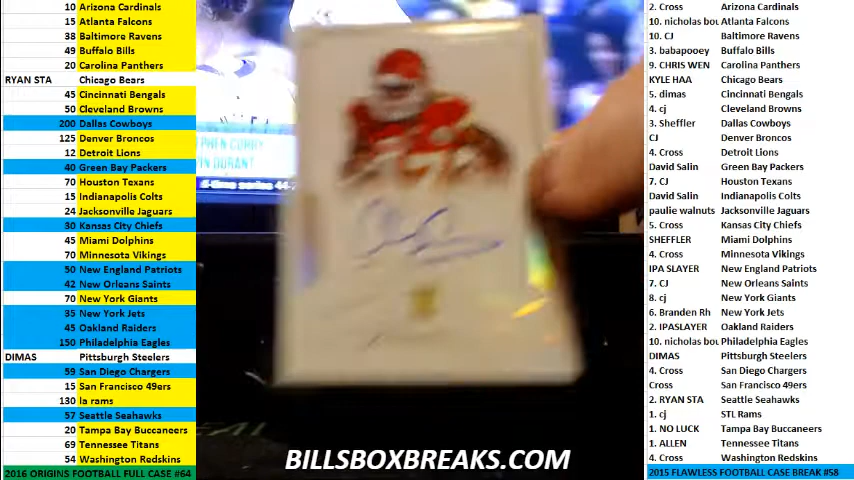 10 Arizona Cardinals
15 Atlanta Falcons
38 Baltimore Ravens
49 Buffalo Bills
20 Carolina Panthers
RYAN STA Chicago Bears
45 Cincinnati Bengals
50 Cleveland Browns
200 Dallas Cowboys
125 Denver Broncos
12 Detroit Lions
40 Green Bay Packers
70 Houston Texans
15 Indianapolis Colts
24 Jacksonville Jaguars
30 Kansas City Chiefs
45 Miami Dolphins
70 Minnesota Vikings
50 New England Patriots
42 New Orleans Saints
70 New York Giants
35 New York Jets
45 Oakland Raiders
150 Philadelphia Eagles
DIMAS Pittsburgh Steelers
59 San Diego Chargers
15 San Francisco 49ers
130 la rams
57 Seattle Seahawks
20 Tampa Bay Buccaneers
69 Tennessee Titans
54 Washington Redskins
2016 ORIGINS FOOTBALL FULL CASE #64
PHEN CURRY
IN DURANT
-time series 44-
BILLSBOXBREAKS.COM
2. Cross Arizona Cardinals
10. nicholas bou Atlanta Falcons
10. CJ Baltimore Ravens
3. babapooey Buffalo Bills
9. CHRIS WEN Carolina Panthers
KYLE HAA Chicago Bears
5. dimas Cincinnati Bengals
4. cj Cleveland Browns
3. Sheffler Dallas Cowboys
CJ Denver Broncos
4. Cross Detroit Lions
David Salin Green Bay Packers
7. CJ Houston Texans
David Salin Indianapolis Colts
paulie walnuts Jacksonville Jaguars
5. Cross Kansas City Chiefs
SHEFFLER Miami Dolphins
4. Cross Minnesota Vikings
IPA SLAYER New England Patriots
7. CJ New Orleans Saints
8. cj New York Giants
6. Branden Rh New York Jets
2. IPASLAYER Oakland Raiders
10. nicholas bou Philadelphia Eagles
DIMAS Pittsburgh Steelers
4. Cross San Diego Chargers
Cross San Francisco 49ers
2. RYAN STA Seattle Seahawks
1. cj STL Rams
1. NO LUCK Tampa Bay Buccaneers
1. ALLEN Tennessee Titans
4. Cross Washington Redskins
2015 FLAWLESS FOOTBALL CASE BREAK #58